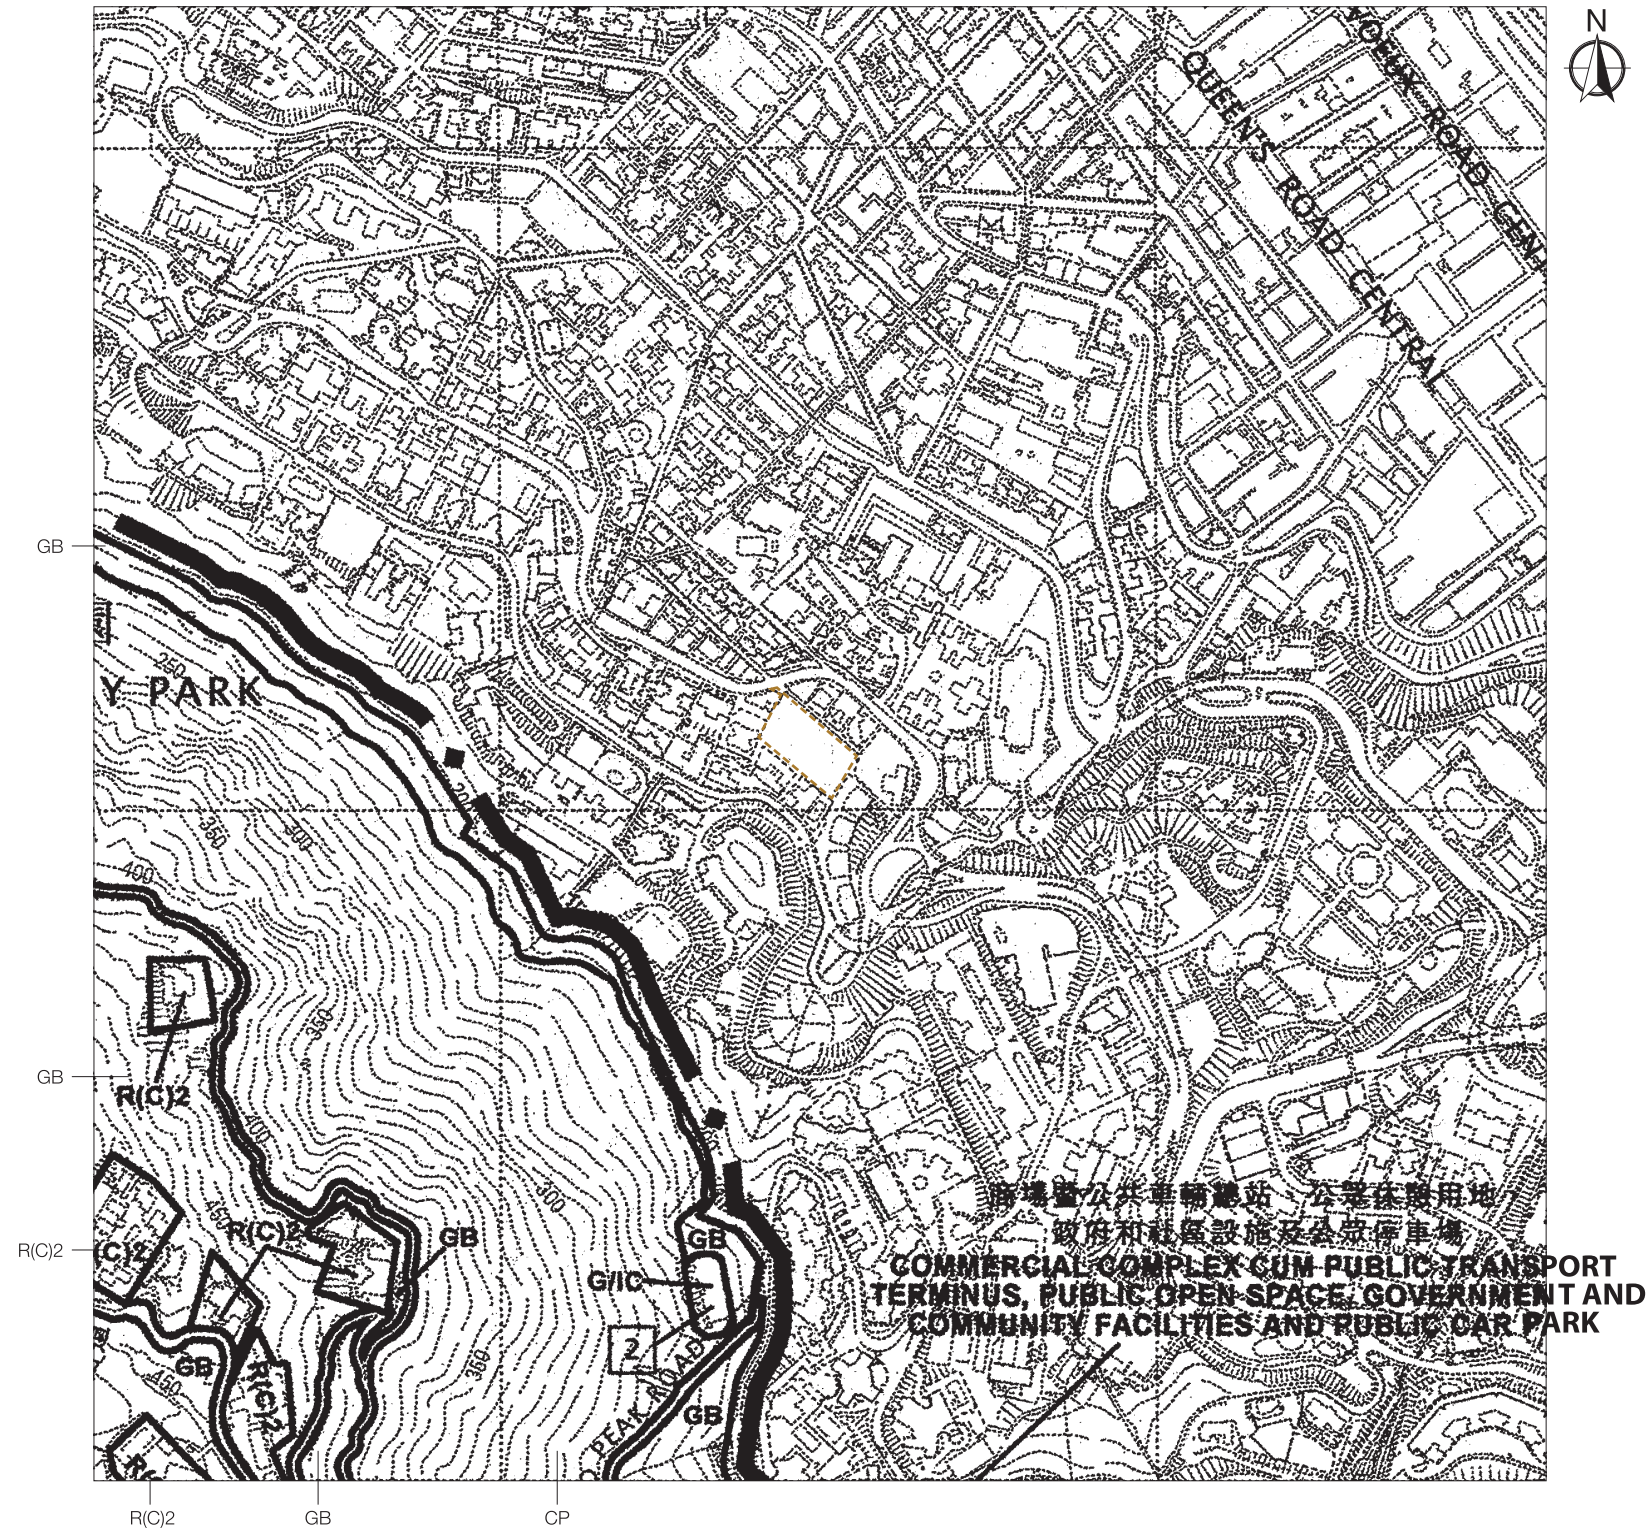 N
QUEEN'S ROAD CENTRAL
VOEUX ROAD CEN
GB
250
Y PARK
200
350
300
400
350
GB
R(C)2
400
300
450
R(C)2
GB
GB
R(C)2
(C)2
G/IC
商場暨公共車輛總站、公眾休憩用地、
政府和社區設施及公眾停車場
COMMERCIAL COMPLEX CUM PUBLIC TRANSPORT
TERMINUS, PUBLIC OPEN SPACE, GOVERNMENT AND
COMMUNITY FACILITIES AND PUBLIC CAR PARK
2
GB
450
R(C)2
350
PEAK ROAD
GB
R(C)2
GB
CP